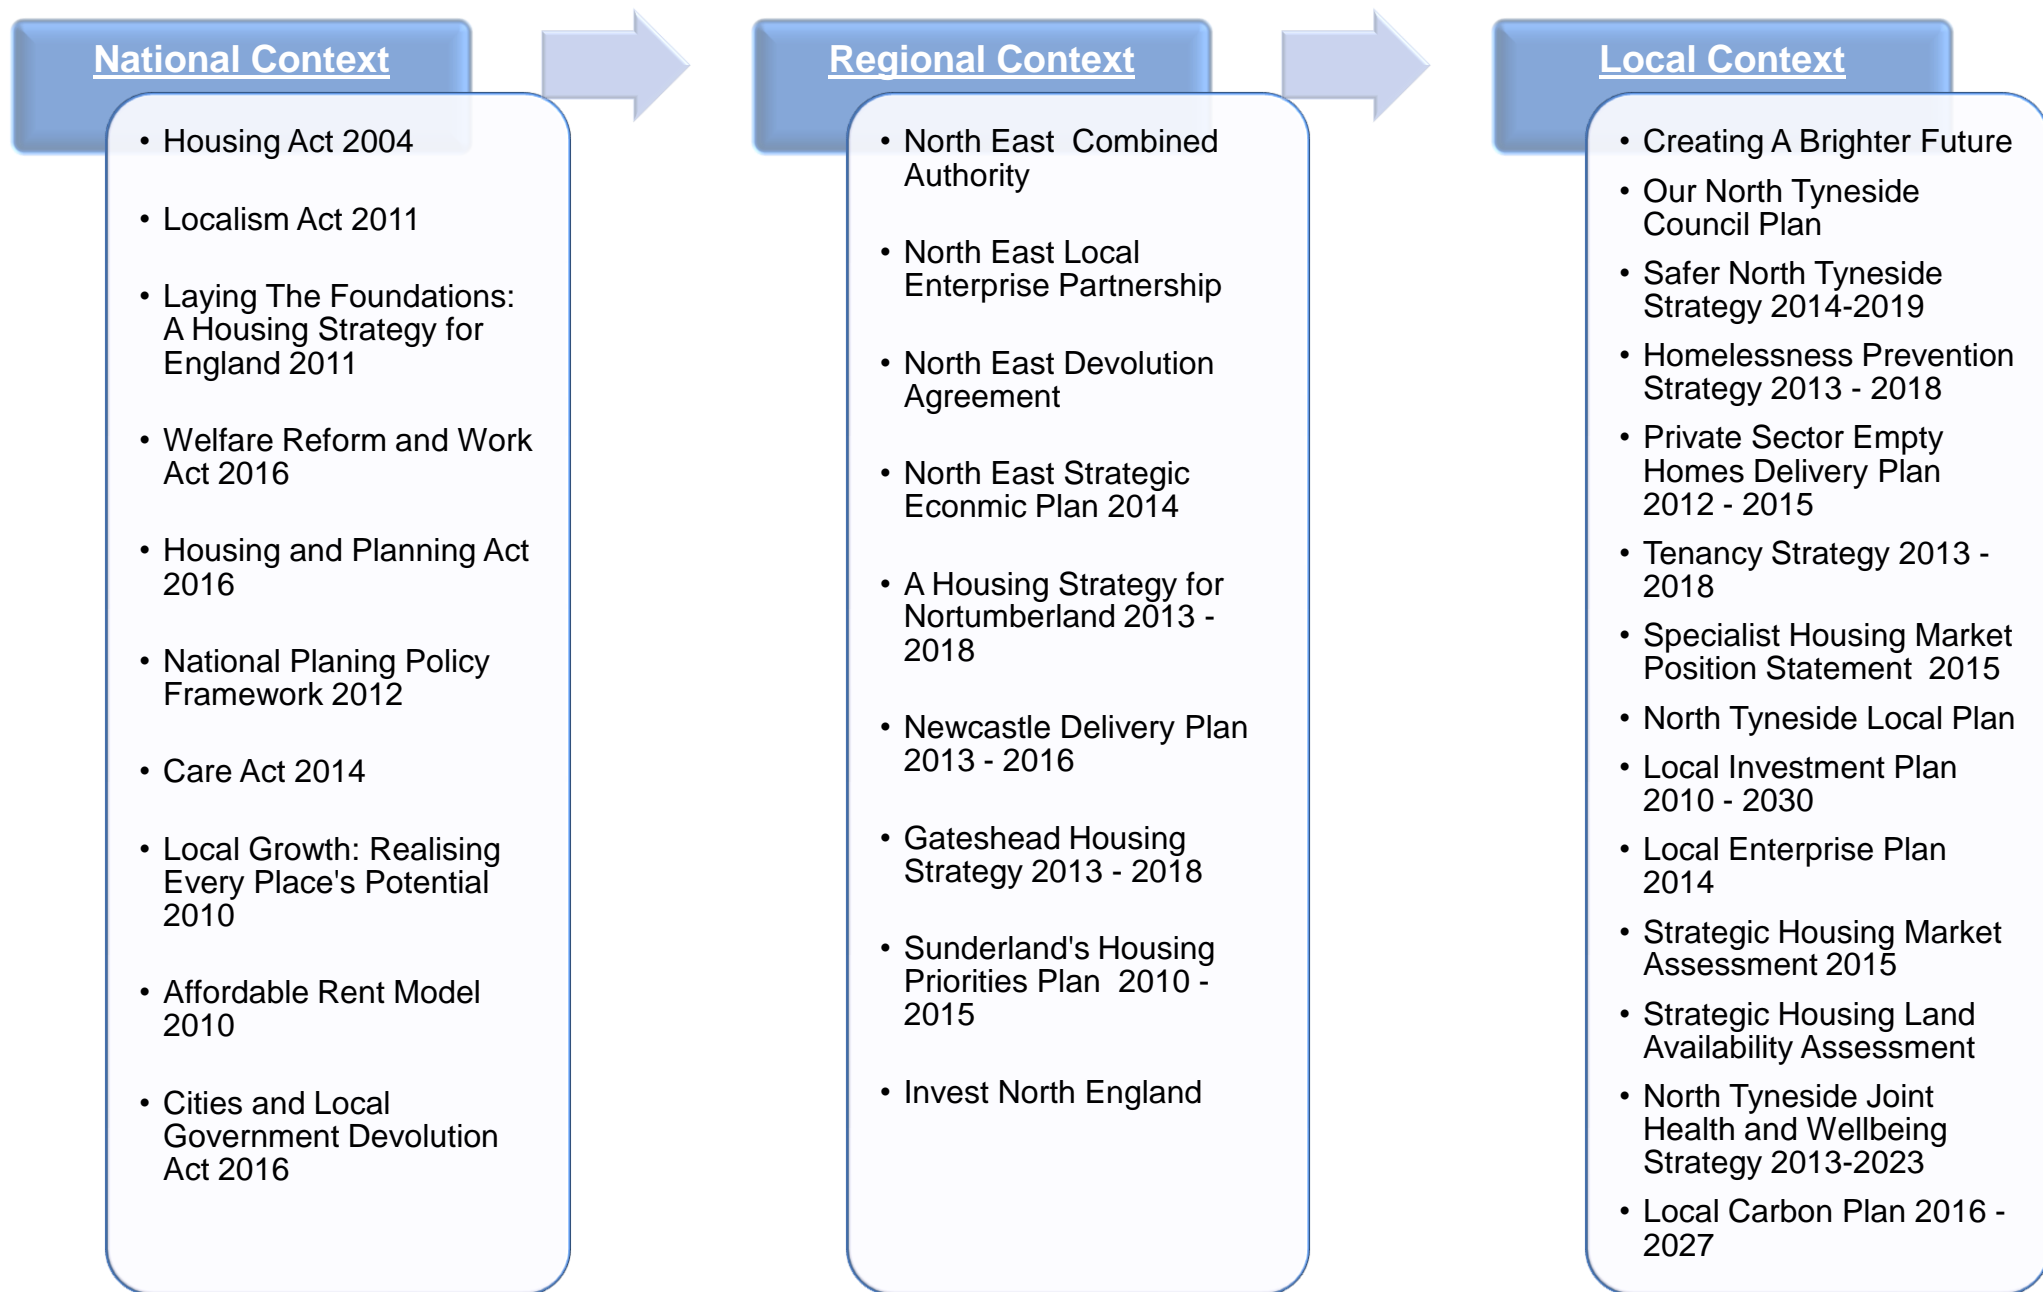 National Context
• Housing Act 2004
• Localism Act 2011
• Laying The Foundations:
A Housing Strategy for
England 2011
• Welfare Reform and Work
Act 2016
• Housing and Planning Act
2016
• National Planing Policy
Framework 2012
• Care Act 2014
• Local Growth: Realising
Every Place's Potential
2010
• Affordable Rent Model
2010
• Cities and Local
Government Devolution
Act 2016
Regional Context
• North East  Combined
Authority
• North East Local
Enterprise Partnership
• North East Devolution
Agreement
• North East Strategic
Econmic Plan 2014
• A Housing Strategy for
Nortumberland 2013 -
2018
• Newcastle Delivery Plan
2013 - 2016
• Gateshead Housing
Strategy 2013 - 2018
• Sunderland's Housing
Priorities Plan  2010 -
2015
• Invest North England
Local Context
• Creating A Brighter Future
• Our North Tyneside
Council Plan
• Safer North Tyneside
Strategy 2014-2019
• Homelessness Prevention
Strategy 2013 - 2018
• Private Sector Empty
Homes Delivery Plan
2012 - 2015
• Tenancy Strategy 2013 -
2018
• Specialist Housing Market
Position Statement  2015
• North Tyneside Local Plan
• Local Investment Plan
2010 - 2030
• Local Enterprise Plan
2014
• Strategic Housing Market
Assessment 2015
• Strategic Housing Land
Availability Assessment
• North Tyneside Joint
Health and Wellbeing
Strategy 2013-2023
• Local Carbon Plan 2016 -
2027